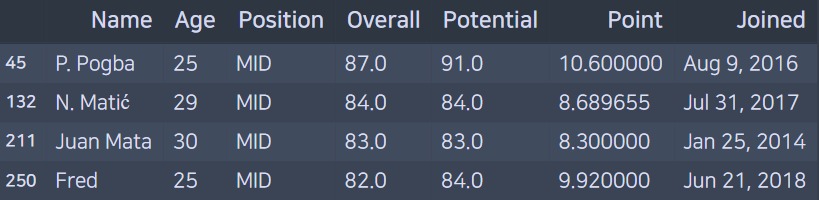 Name Age Position Overall Potential Point Joined
45 P. Pogba 25 MID 87.0 91.0 10.600000 Aug 9, 2016
132 N. Matić 29 MID 84.0 84.0 8.689655 Jul 31, 2017
211 Juan Mata 30 MID 83.0 83.0 8.300000 Jan 25, 2014
250 Fred 25 MID 82.0 84.0 9.920000 Jun 21, 2018